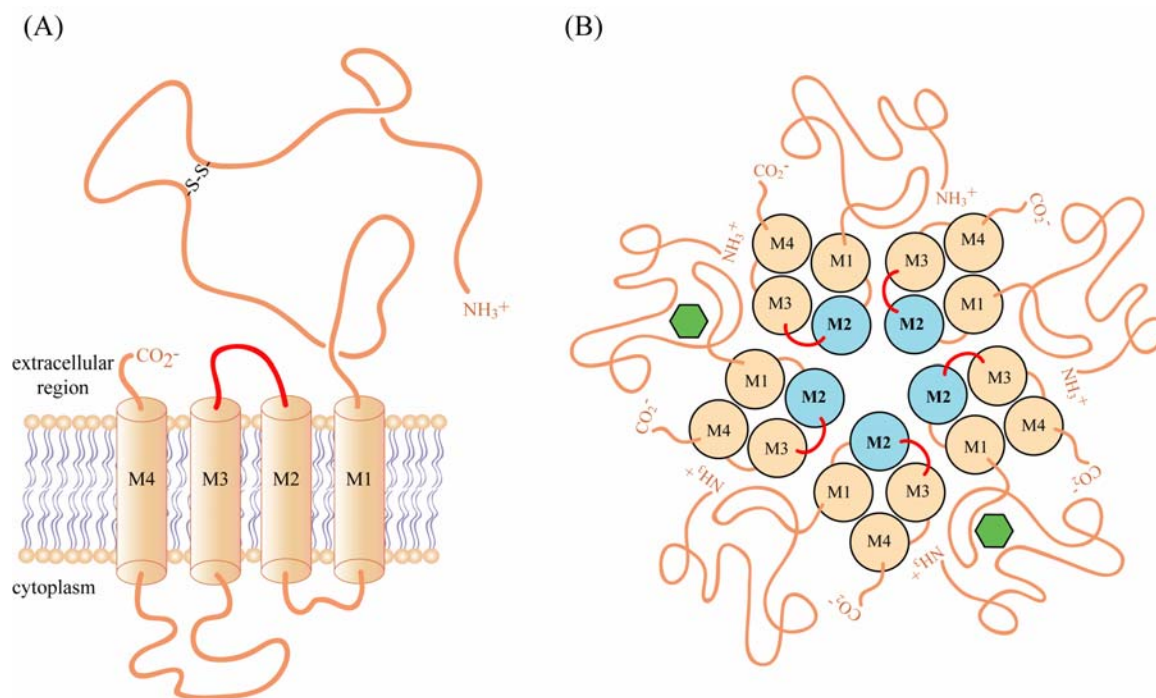 (A)
(B)
-S-S-
NH₃⁺
extracellular
region
CO₂⁻
M4
M3
M2
M1
cytoplasm
CO₂⁻
NH₃⁺
CO₂⁻
NH₃⁺
M4
M1
M3
M4
M3
M2
M2
M1
M1
M2
M2
M3
NH₃⁺
CO₂⁻
M4
M3
M2
M1
M4
NH₃⁺
M1
M3
CO₂⁻
M4
NH₃⁺
CO₂⁻